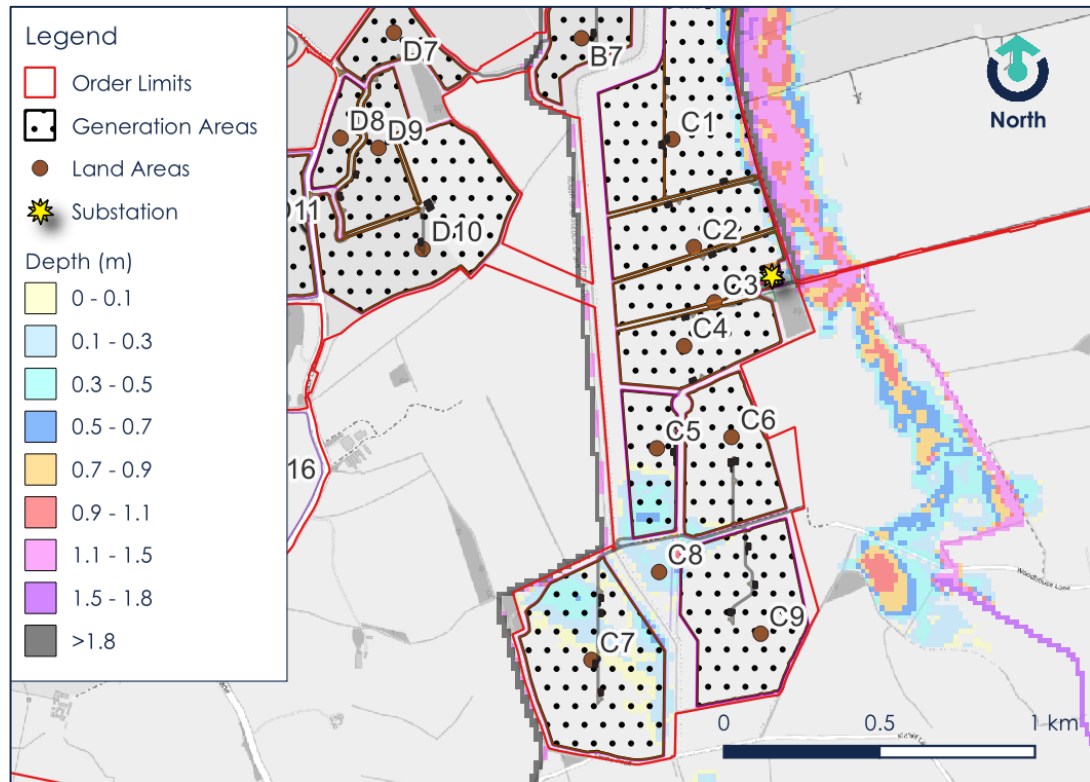 Legend
Order Limits
Generation Areas
Land Areas
Substation
Depth (m)
0 - 0.1
0.1 - 0.3
0.3 - 0.5
0.5 - 0.7
0.7 - 0.9
0.9 - 1.1
1.1 - 1.5
1.5 - 1.8
>1.8
North
D7
B7
D8
D9
C1
11
D10
C2
C3
C4
C5
C6
16
C8
C7
C9
Woodhouse Lane
0
0.5
1 km